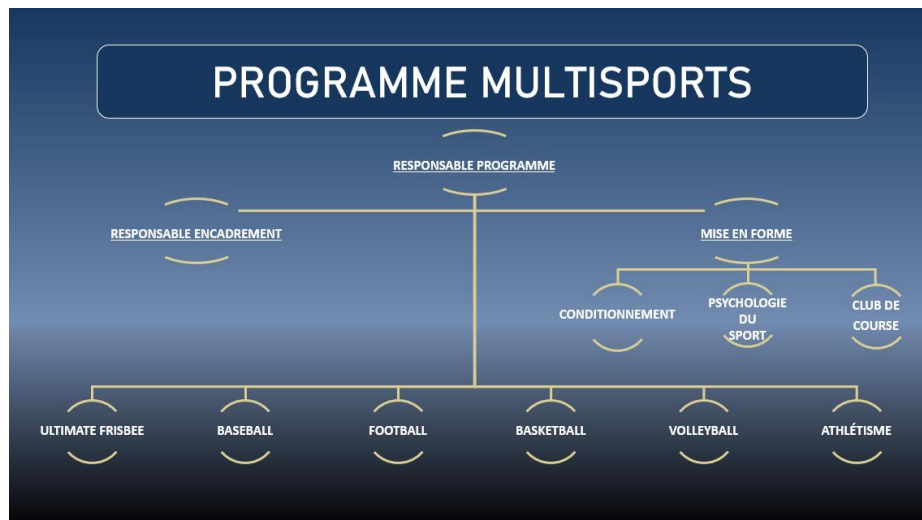 PROGRAMME MULTISPORTS
RESPONSABLE PROGRAMME
RESPONSABLE ENCADREMENT
MISE EN FORME
CONDITIONNEMENT
PSYCHOLOGIE
DU
SPORT
CLUB DE
COURSE
ULTIMATE FRISBEE
BASEBALL
FOOTBALL
BASKETBALL
VOLLEYBALL
ATHLÉTISME